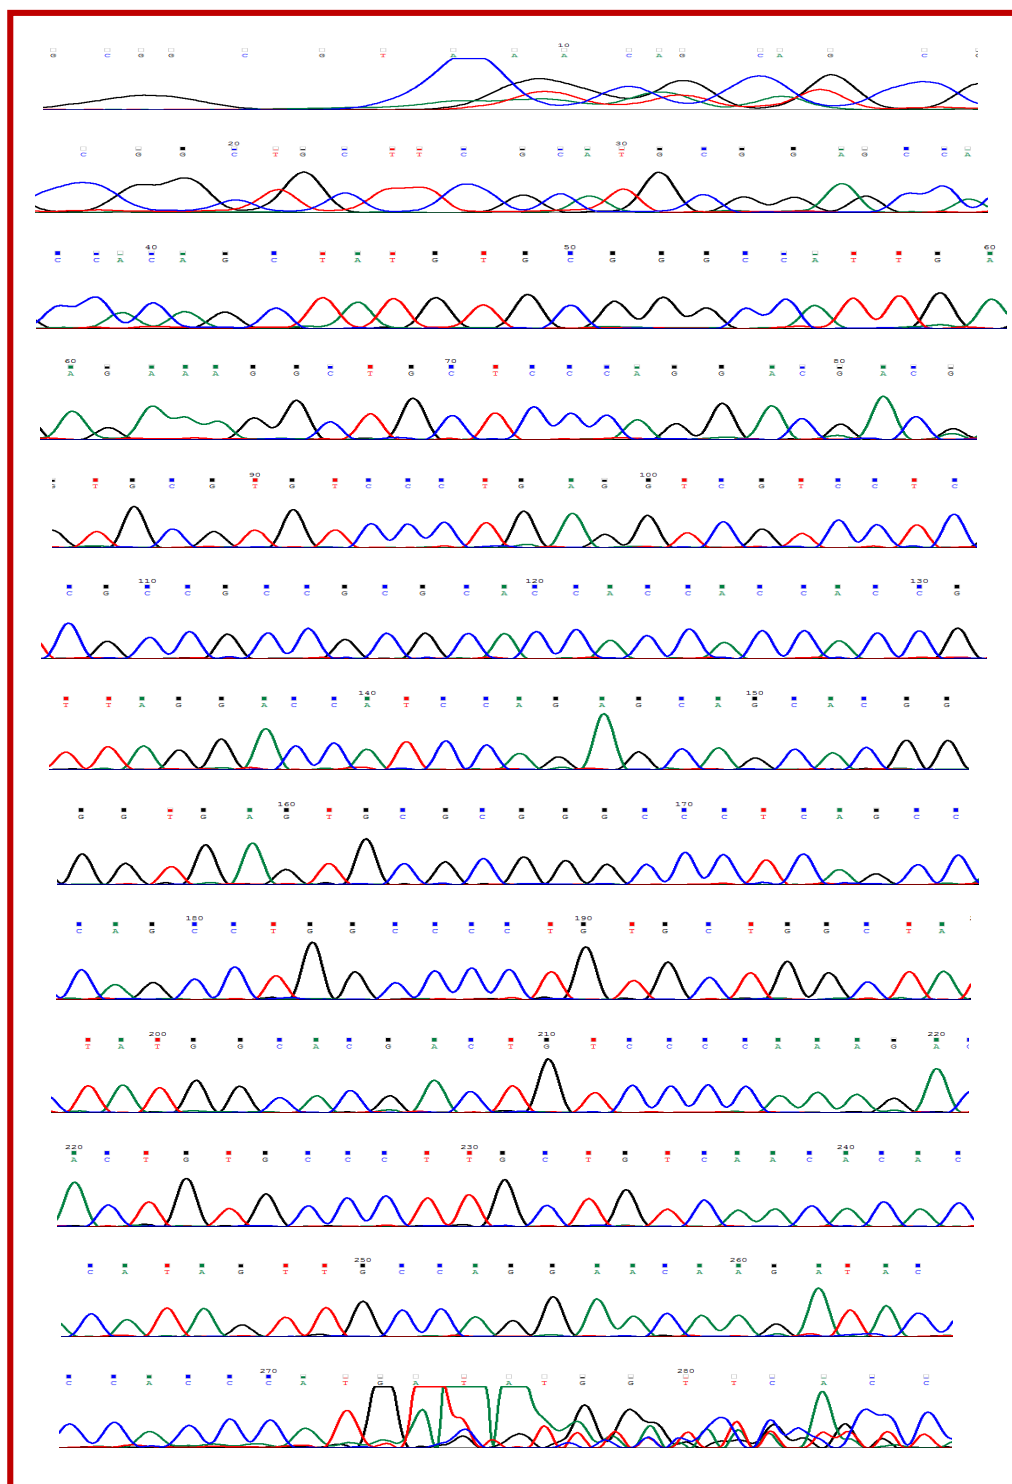 10
G C G G C G T A A A C A G C A G C G
20 30
C G G C T G C T T C G C A T G C G G A G C C A
40 50 60
C C A C A G C T A T G T G C G G G C C A T T G A
60 70 80
A G A A A G G C T G C T C C C A G G A C G A C G
90 100
G T G C G T G T C C C T G A G G T C G T C C T C
110 120 130
C G C C G C C G C G C A C C A C C A C C A C C G
140 150
T T A G G A C C A T C C A G A G C A G C A C G G
160 170
G G T G A G T G C G C G G G C C C T C A G C C
180 190
C A G C C T G G C C C C T G T G C T G G C T A
200 210 220
T A T G G C A C G A C T G T C C C C A A A G A C
220 230 240
A C T G T G C C C T T G C T G T C A A C A C A C
250 260
C A T A G T T G C C A G G A A C A A G A T A C
270 280
C C A C C C A T G A T A T G G T T C A C C